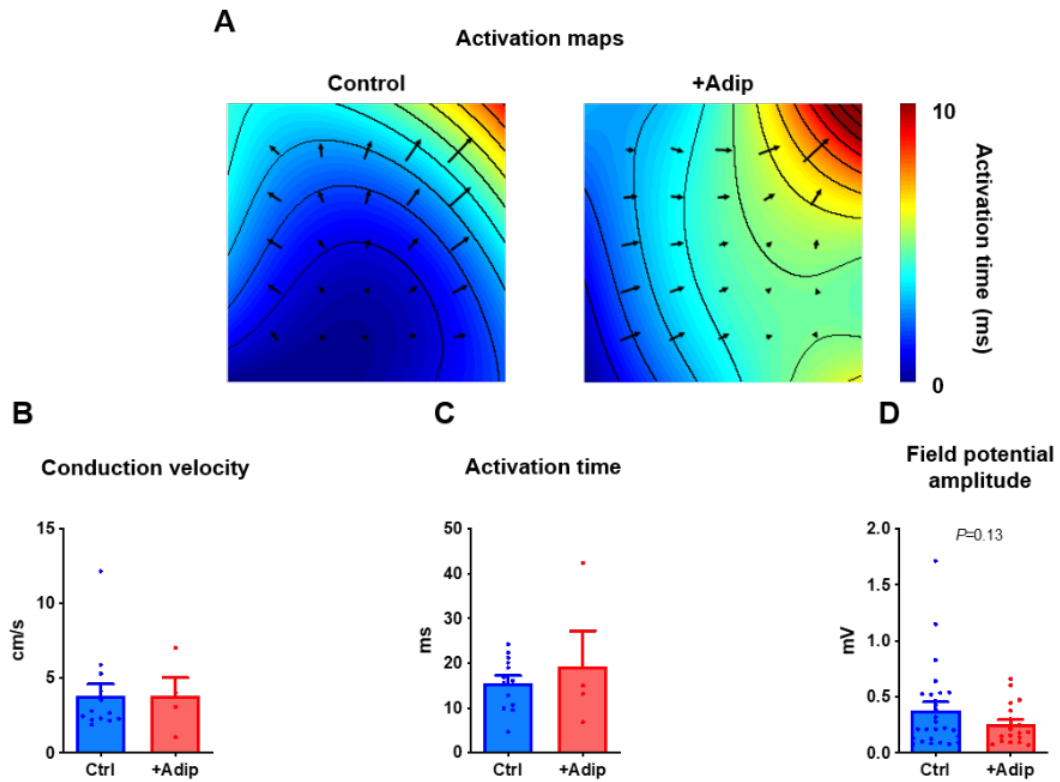 A
Activation maps
Control
+Adip
10
Activation time (ms)
0
B
Conduction velocity
15
10
5
0
cm/s
Ctrl
+Adip
C
Activation time
50
40
30
20
10
0
ms
Ctrl
+Adip
D
Field potential
amplitude
P=0.13
2.0
1.5
1.0
0.5
0.0
mV
Ctrl
+Adip